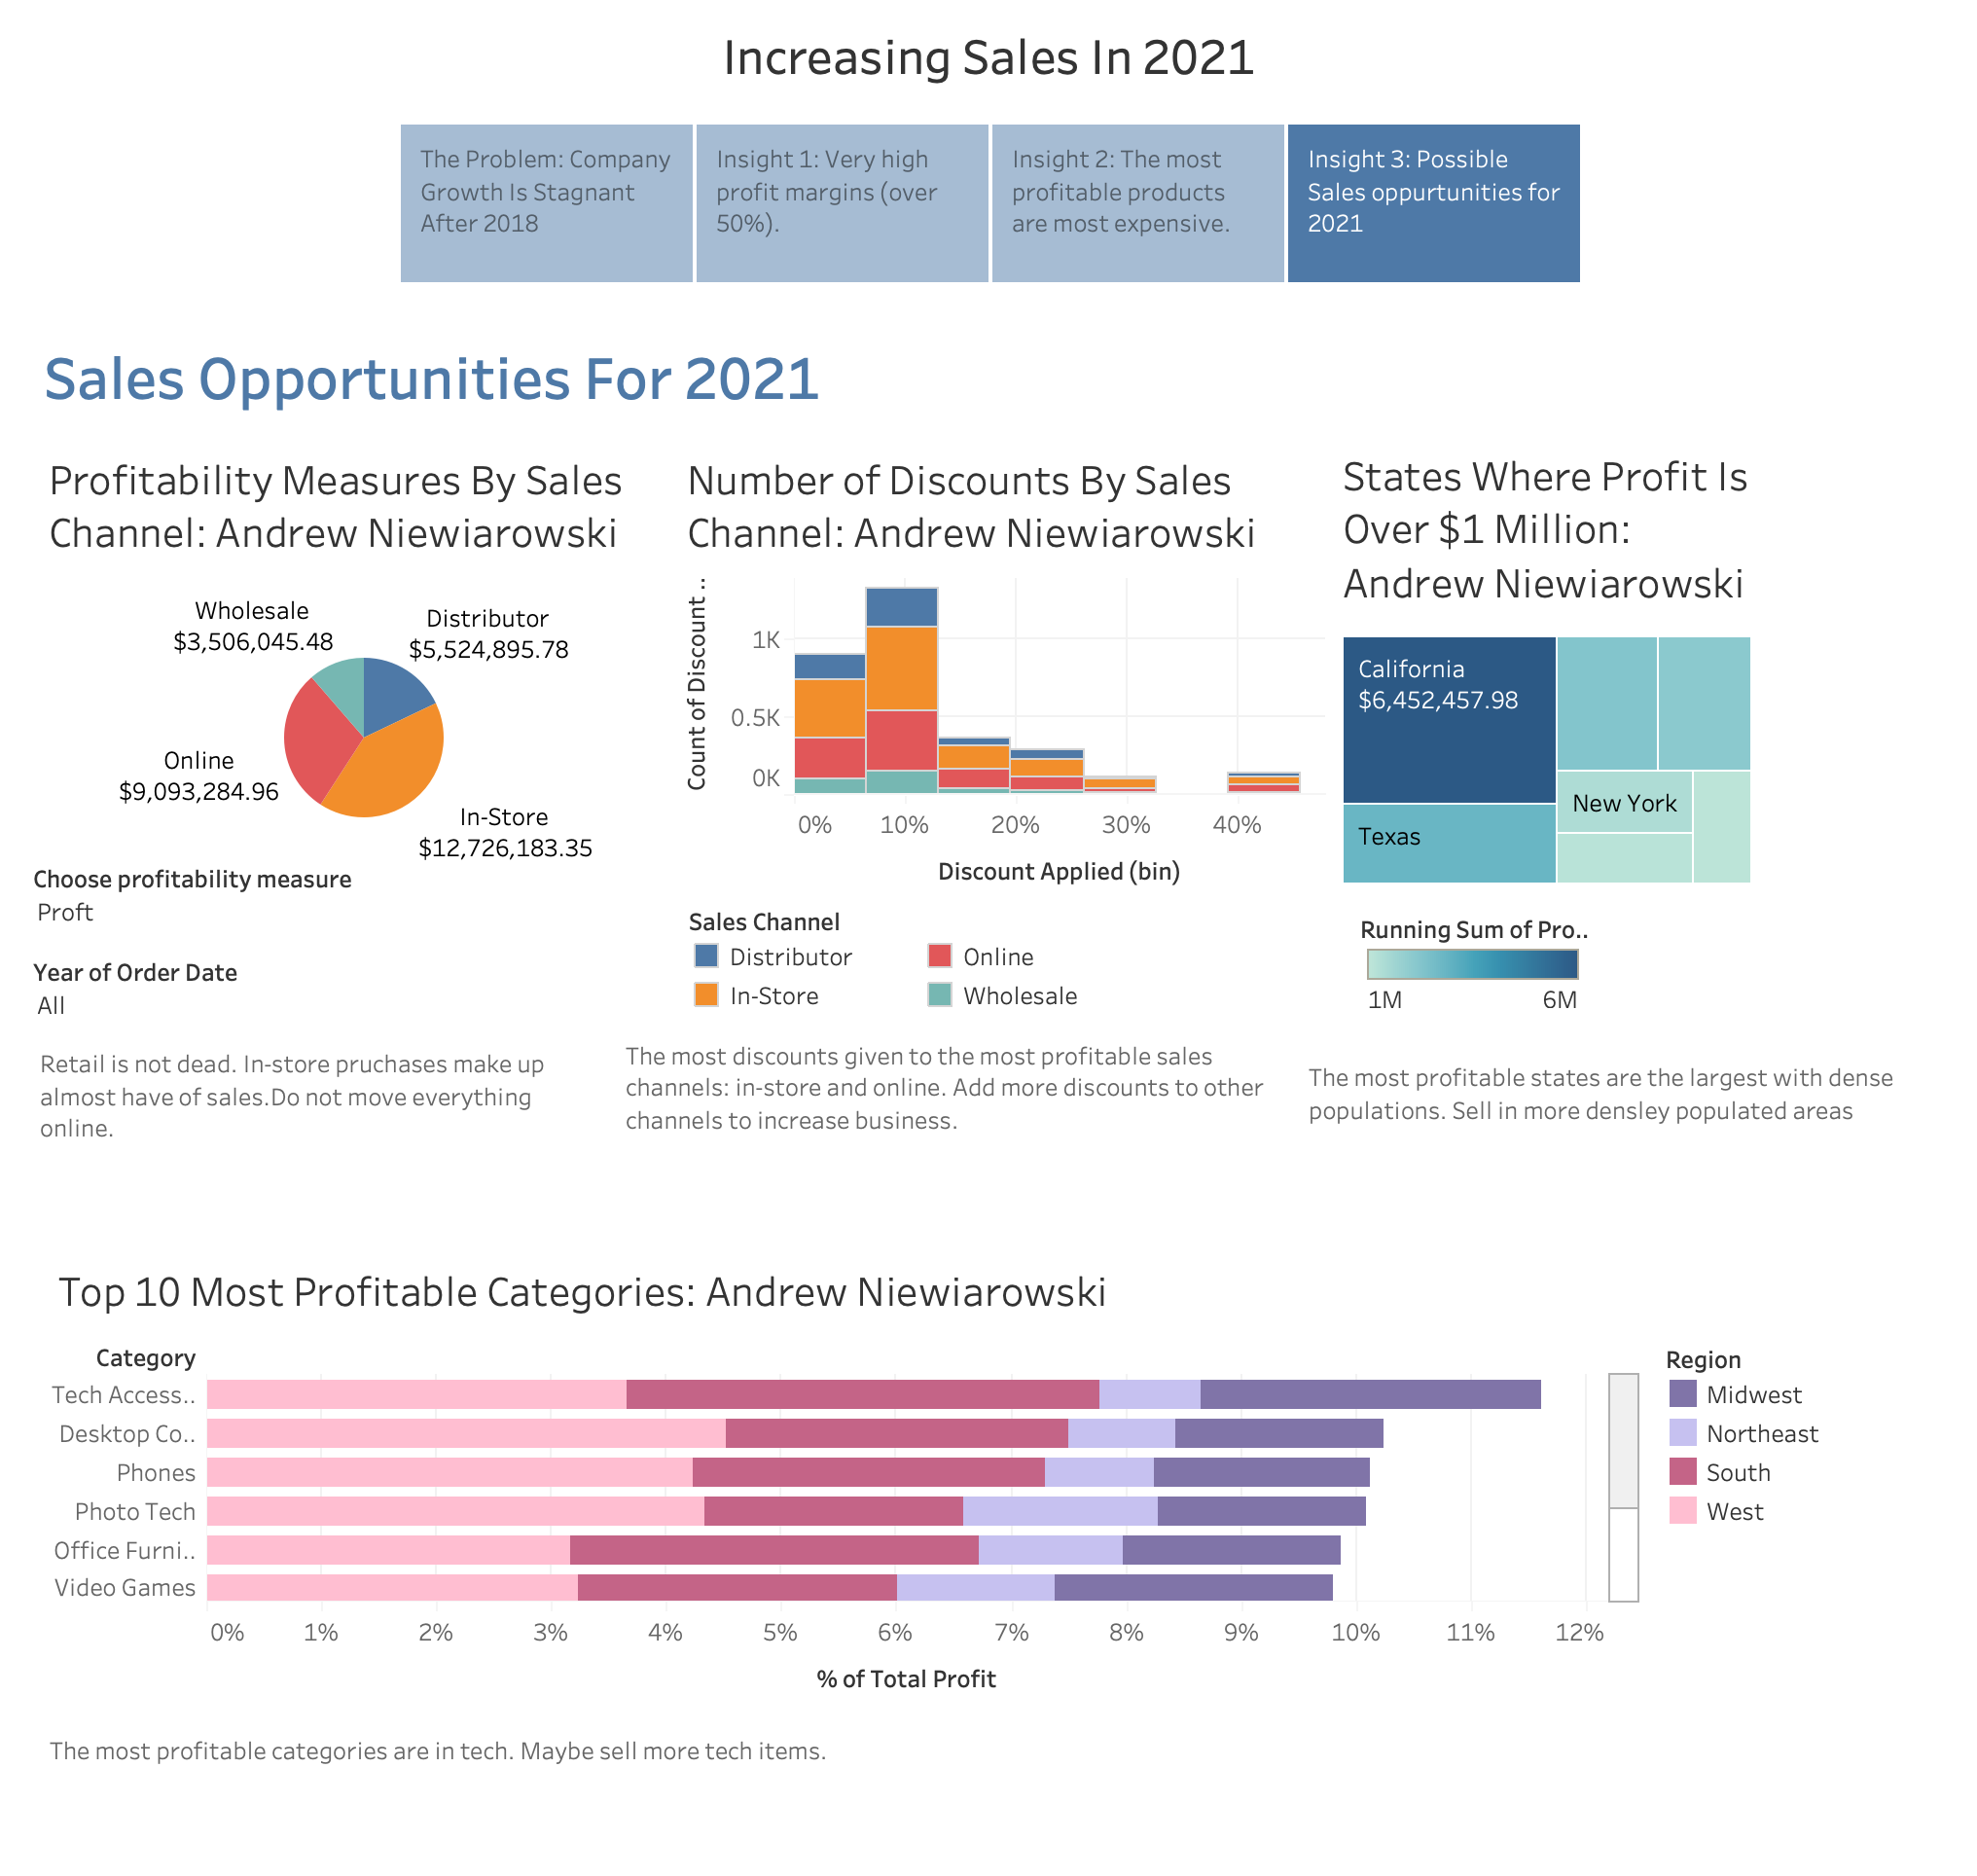 Increasing Sales In 2021
The Problem: Company
Growth Is Stagnant
After 2018
Insight 1: Very high
profit margins (over
50%).
Insight 2: The most
profitable products
are most expensive.
Insight 3: Possible
Sales oppurtunities for
2021
Sales Opportunities For 2021
Profitability Measures By Sales
Channel: Andrew Niewiarowski
Wholesale
$3,506,045.48
Distributor
$5,524,895.78
Online
$9,093,284.96
In-Store
$12,726,183.35
Choose profitability measure
Proft
Year of Order Date
All
Retail is not dead. In-store pruchases make up
almost have of sales.Do not move everything
online.
Number of Discounts By Sales
Channel: Andrew Niewiarowski
Count of Discount ..
1K
0.5K
0K
0% 10% 20% 30% 40%
Discount Applied (bin)
Sales Channel
Distributor
Online
In-Store
Wholesale
The most discounts given to the most profitable sales
channels: in-store and online. Add more discounts to other
channels to increase business.
States Where Profit Is
Over $1 Million:
Andrew Niewiarowski
California
$6,452,457.98
New York
Texas
Running Sum of Pro..
1M 6M
The most profitable states are the largest with dense
populations. Sell in more densley populated areas
Top 10 Most Profitable Categories: Andrew Niewiarowski
Category
Tech Access..
Desktop Co..
Phones
Photo Tech
Office Furni..
Video Games
0% 1% 2% 3% 4% 5% 6% 7% 8% 9% 10% 11% 12%
% of Total Profit
Region
Midwest
Northeast
South
West
The most profitable categories are in tech. Maybe sell more tech items.